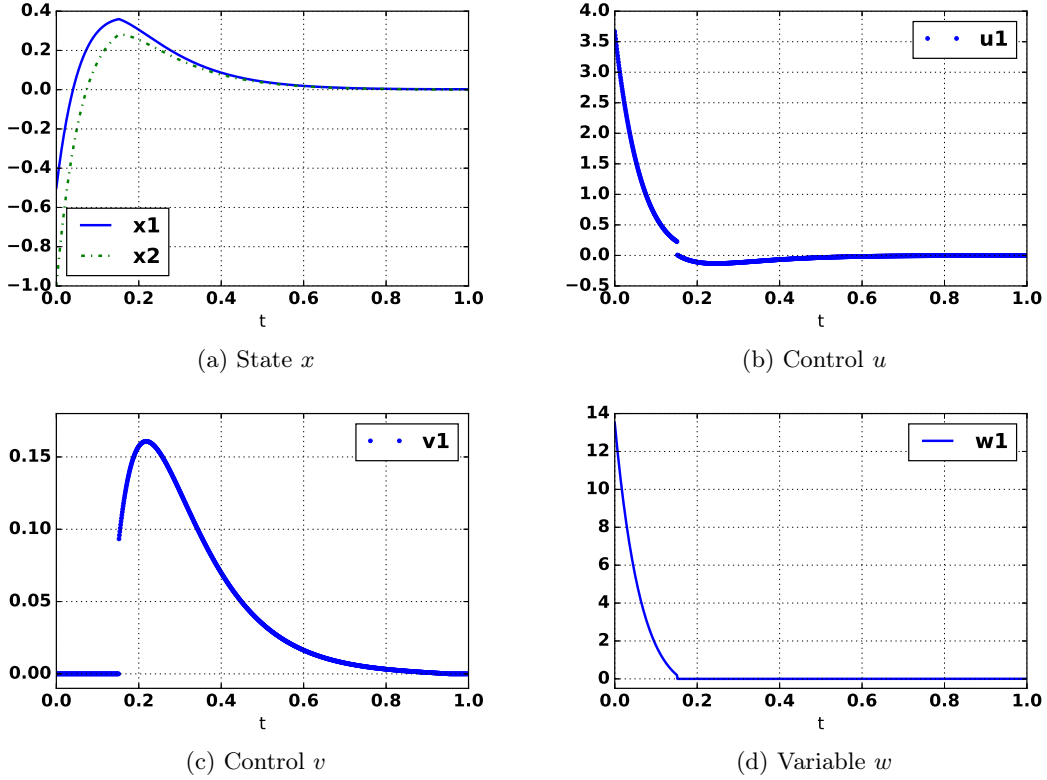 0.4
0.2
0.0
−0.2
−0.4
−0.6
−0.8
−1.0
0.0 0.2 0.4 0.6 0.8 1.0
t
x1
x2
(a) State x
4.0
3.5
3.0
2.5
2.0
1.5
1.0
0.5
0.0
−0.5
0.0 0.2 0.4 0.6 0.8 1.0
t
u1
(b) Control u
0.15
0.10
0.05
0.00
0.0 0.2 0.4 0.6 0.8 1.0
t
v1
(c) Control v
14
12
10
8
6
4
2
0
0.0 0.2 0.4 0.6 0.8 1.0
t
w1
(d) Variable w